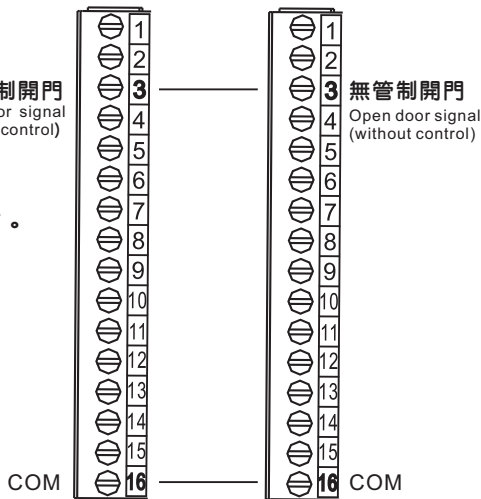 1 1
2 2
制開門 3 3 無管制開門
or signal 4 4 Open door signal
control) 5 5 (without control)
6 6
。 7 7
8 8
9 9
10 10
11 11
12 12
13 13
14 14
15 15
COM 16 16 COM